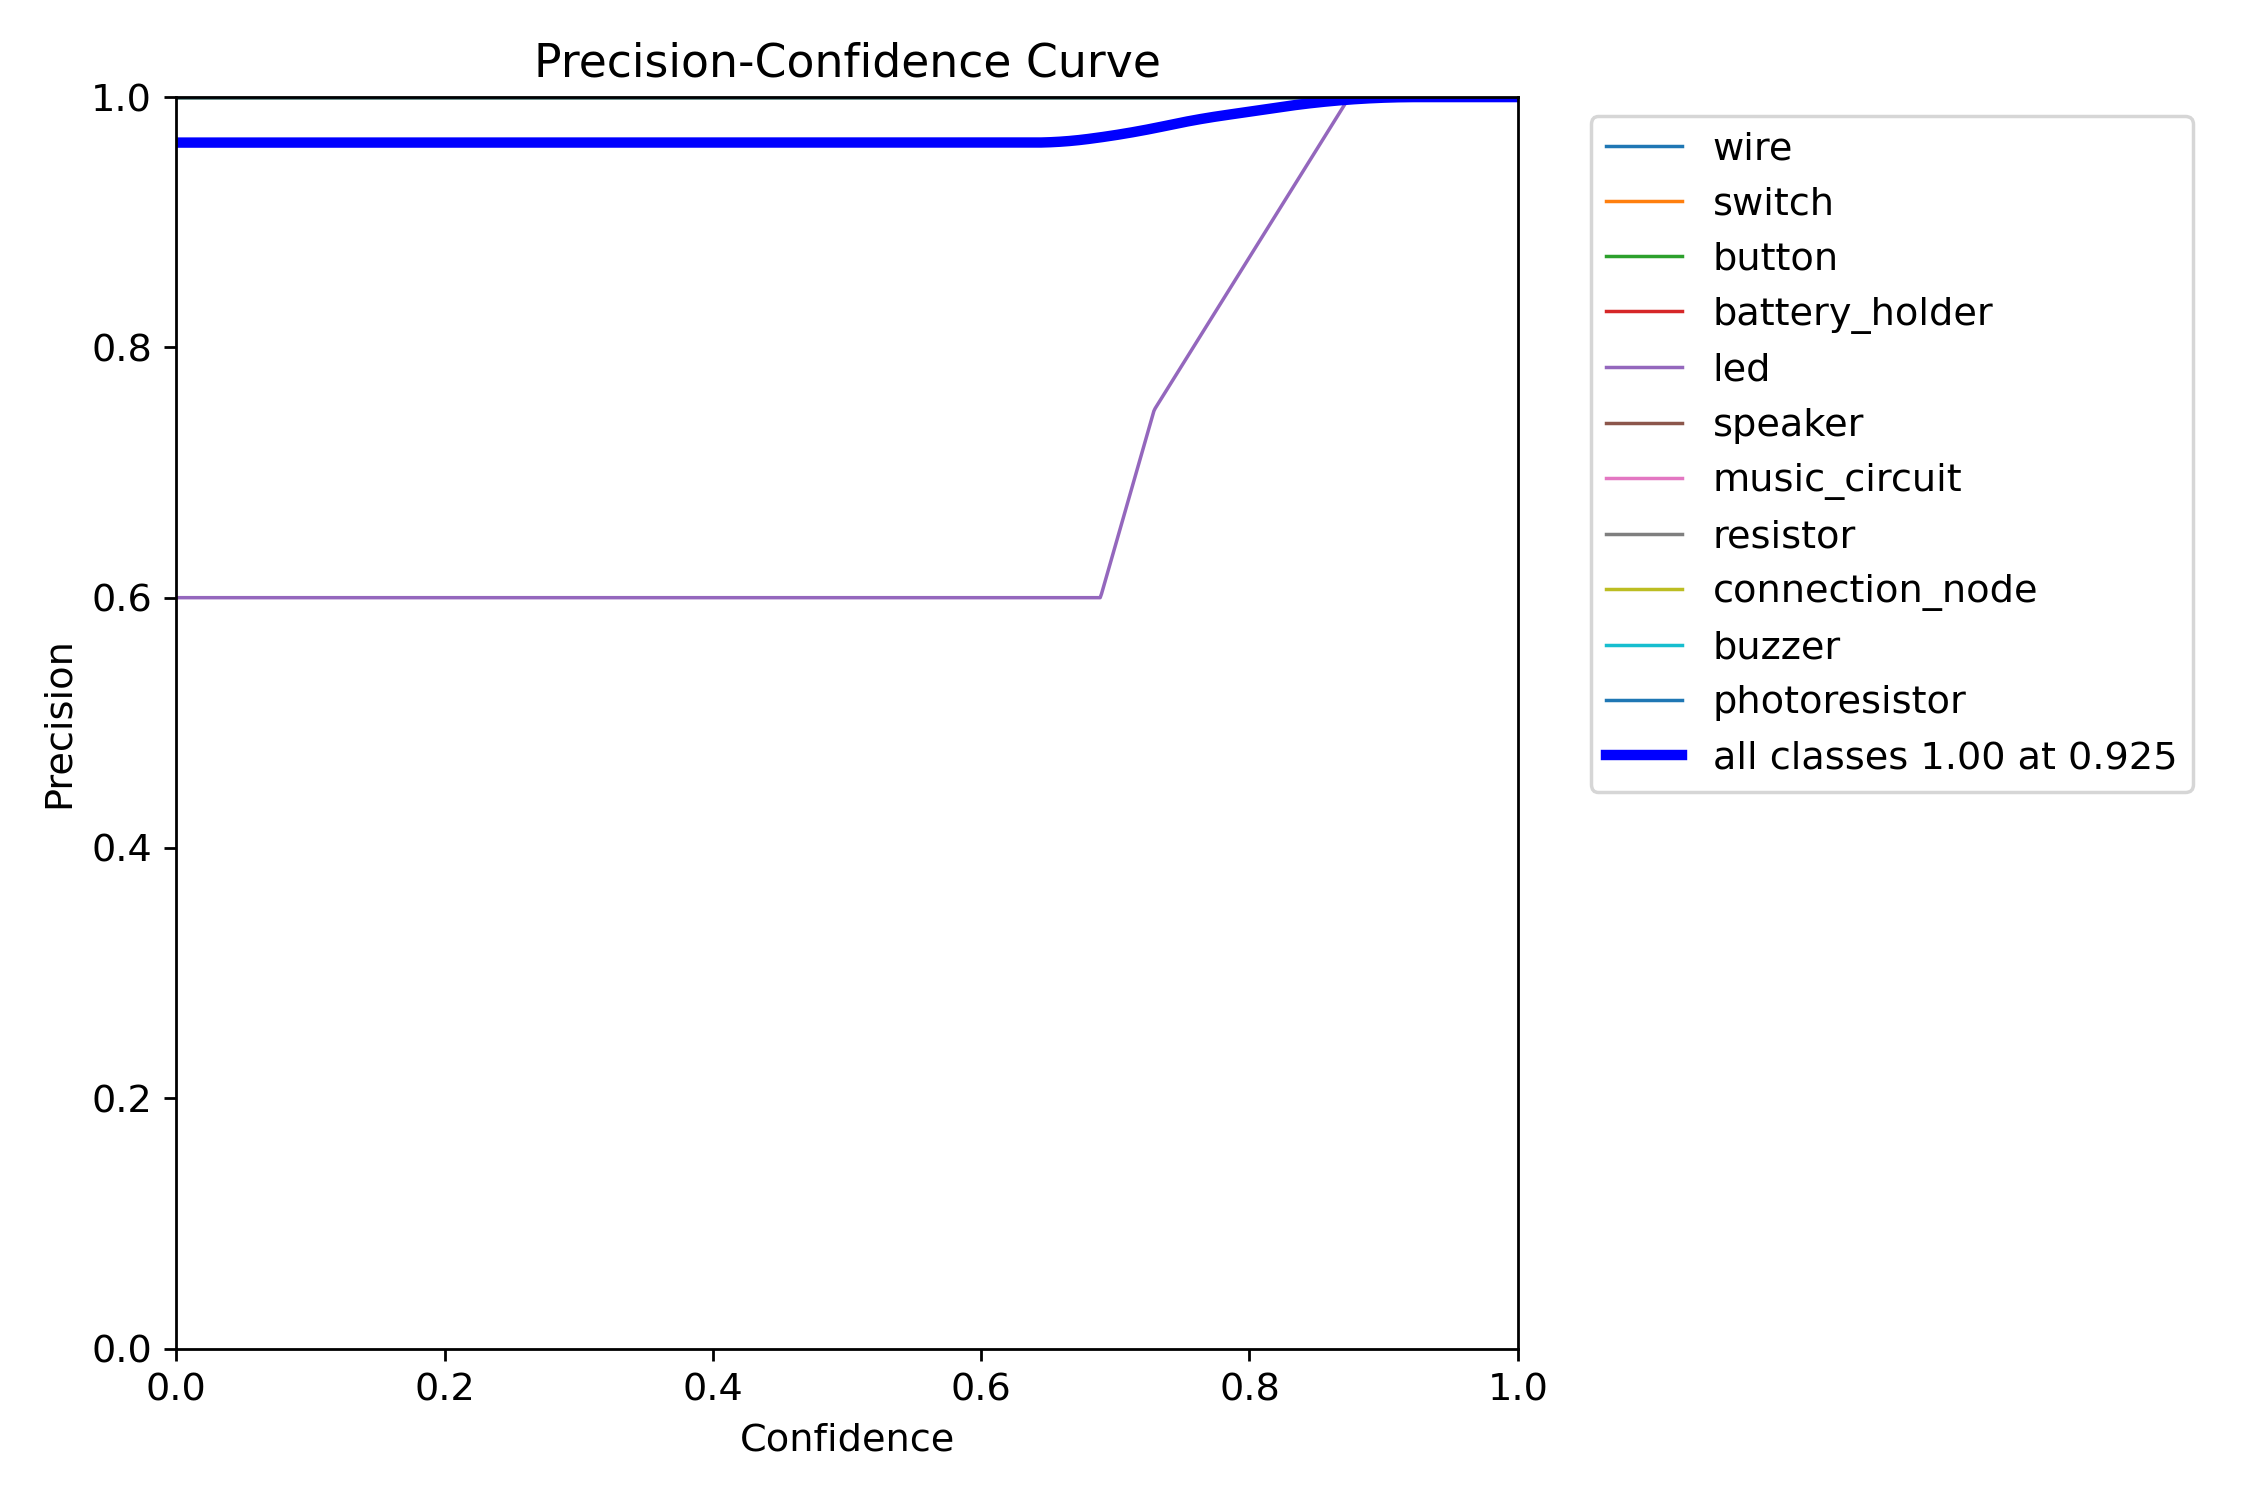 Precision-Confidence Curve
1.0
0.8
0.6
0.4
0.2
0.0
Precision
0.0 0.2 0.4 0.6 0.8 1.0
Confidence
wire
switch
button
battery_holder
led
speaker
music_circuit
resistor
connection_node
buzzer
photoresistor
all classes 1.00 at 0.925